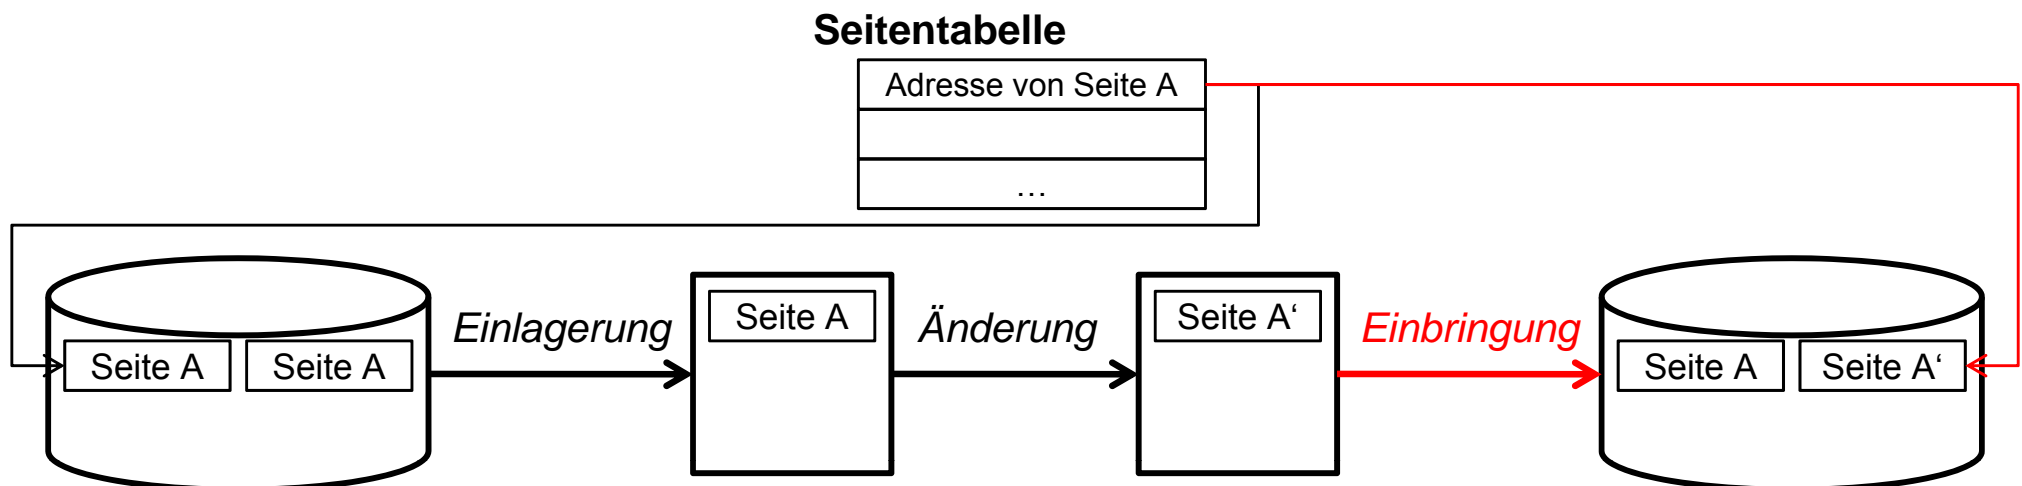 Seitentabelle
Adresse von Seite A
…
Seite A
Seite A
Einlagerung
Seite A
Änderung
Seite A‘
Einbringung
Seite A
Seite A‘